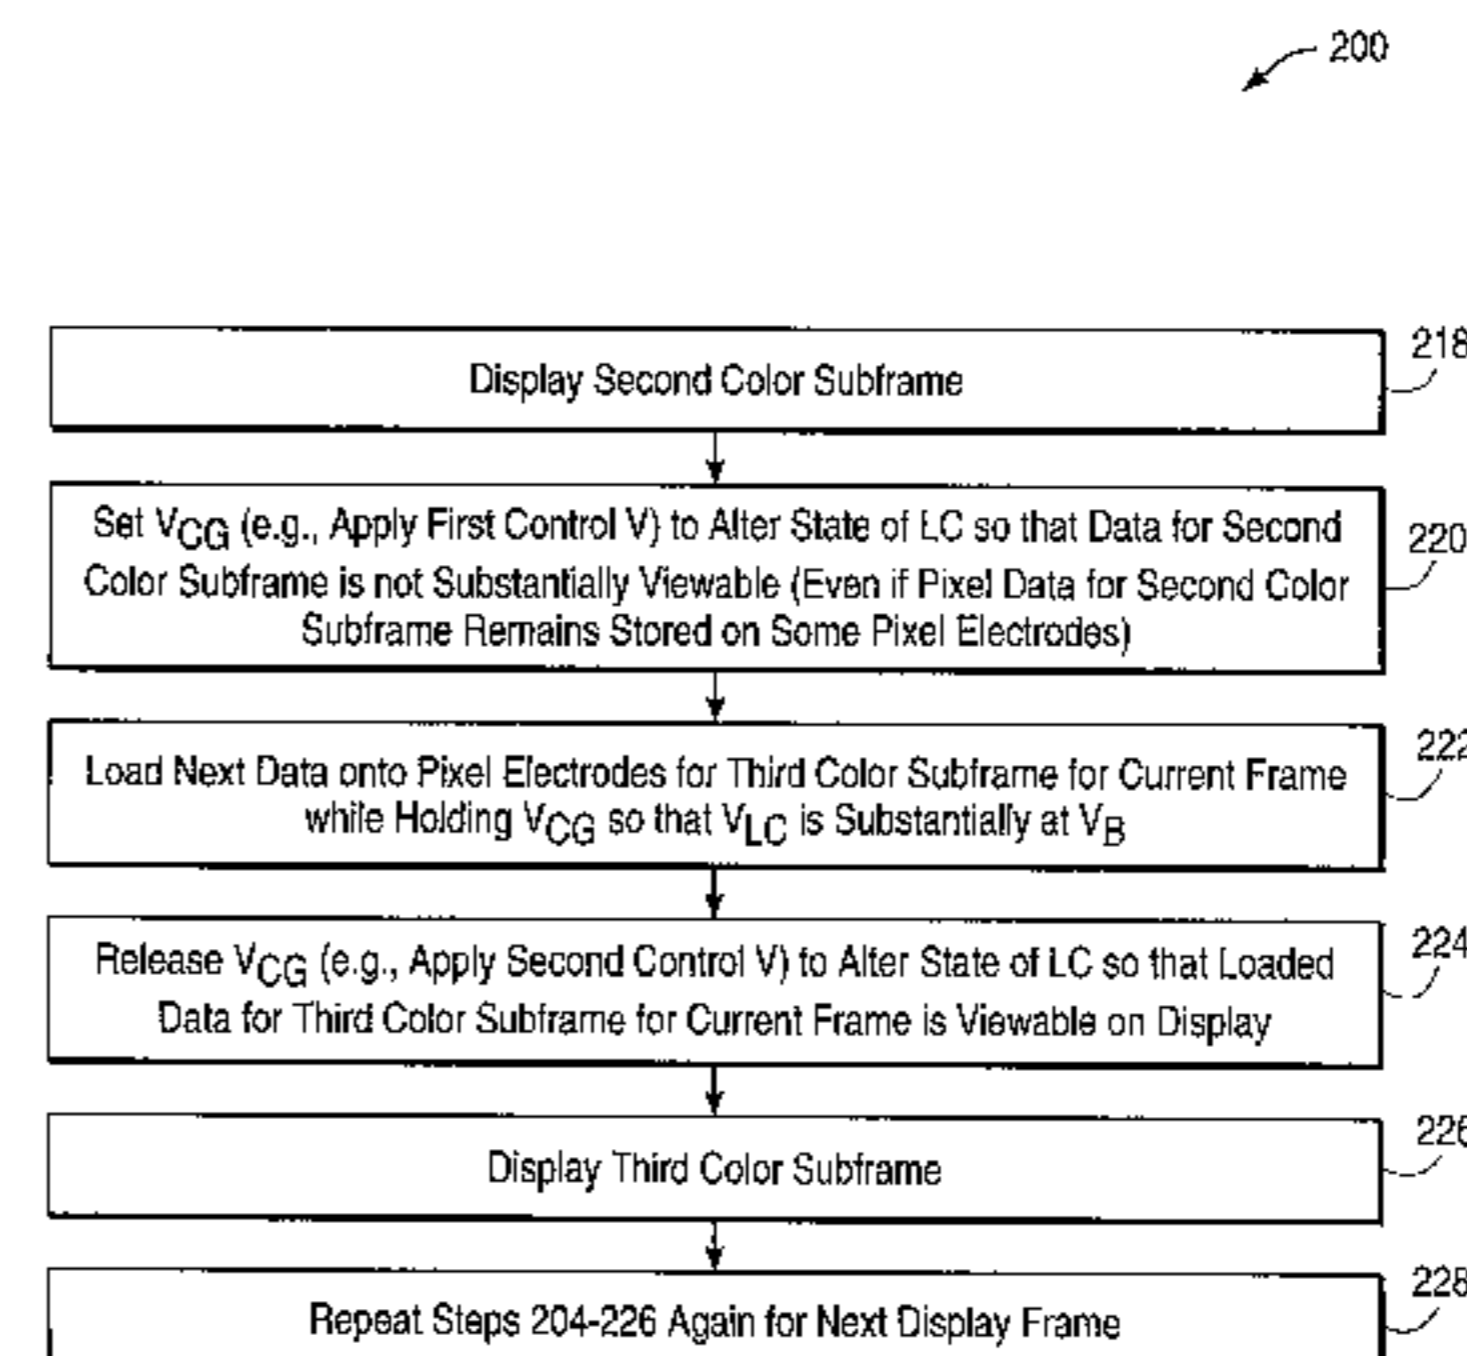 200
Display Second Color Subframe
218
Set VCG (e.g., Apply First Control V) to Alter State of LC so that Data for Second
Color Subframe is not Substantially Viewable (Even if Pixel Data for Second Color
Subframe Remains Stored on Some Pixel Electrodes)
220
Load Next Data onto Pixel Electrodes for Third Color Subframe for Current Frame
while Holding VCG so that VLC is Substantially at VB
222
Release VCG (e.g., Apply Second Control V) to Alter State of LC so that Loaded
Data for Third Color Subframe for Current Frame is Viewable on Display
224
Display Third Color Subframe
226
Repeat Steps 204-226 Again for Next Display Frame
228